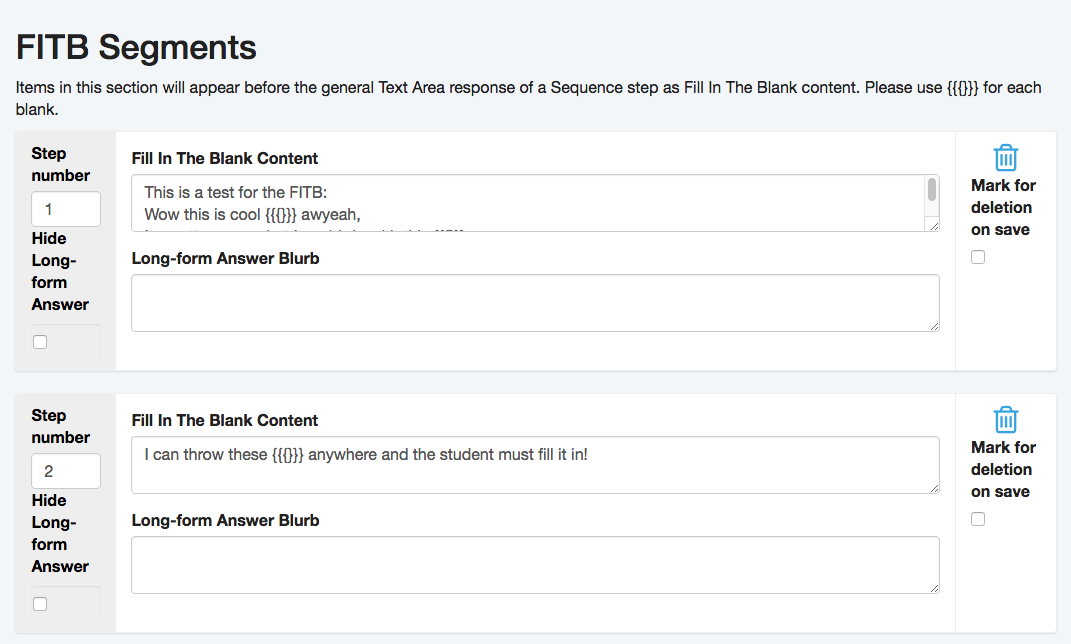 FITB Segments
Items in this section will appear before the general Text Area response of a Sequence step as Fill In The Blank content. Please use {{{}}} for each
blank.
Step
number
1
Hide
Long-
form
Answer
Fill In The Blank Content
This is a test for the FITB:
Wow this is cool {{{}}} awyeah,
Long-form Answer Blurb
Mark for
deletion
on save
Step
number
2
Hide
Long-
form
Answer
Fill In The Blank Content
I can throw these {{{}}} anywhere and the student must fill it in!
Long-form Answer Blurb
Mark for
deletion
on save